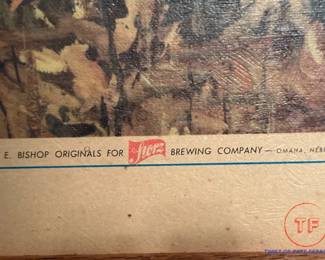 E. BISHOP ORIGINALS FOR Storz BREWING COMPANY — OMAHA, NEB
TF